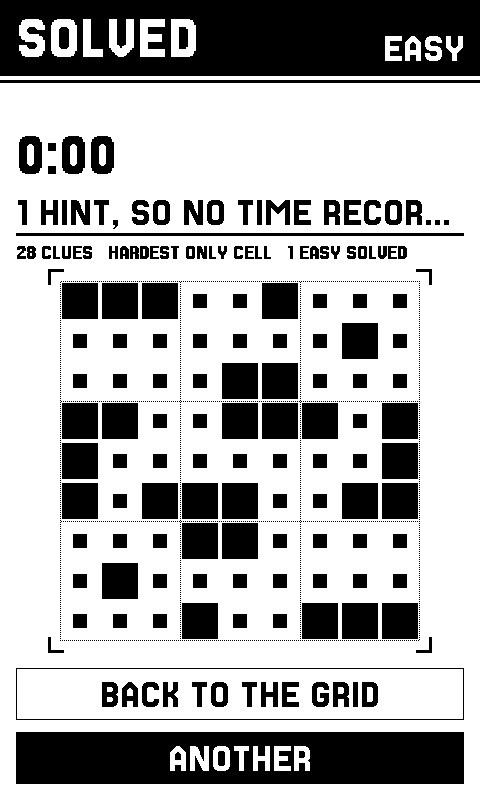 SOLVED
EASY
0:00
1 HINT, SO NO TIME RECOR...
28 CLUES HARDEST ONLY CELL 1 EASY SOLVED
BACK TO THE GRID
ANOTHER